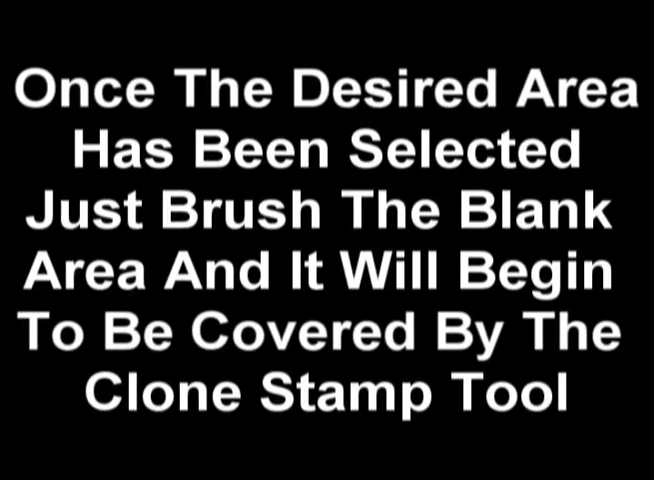 Once The Desired Area
Has Been Selected
Just Brush The Blank
Area And It Will Begin
To Be Covered By The
Clone Stamp Tool